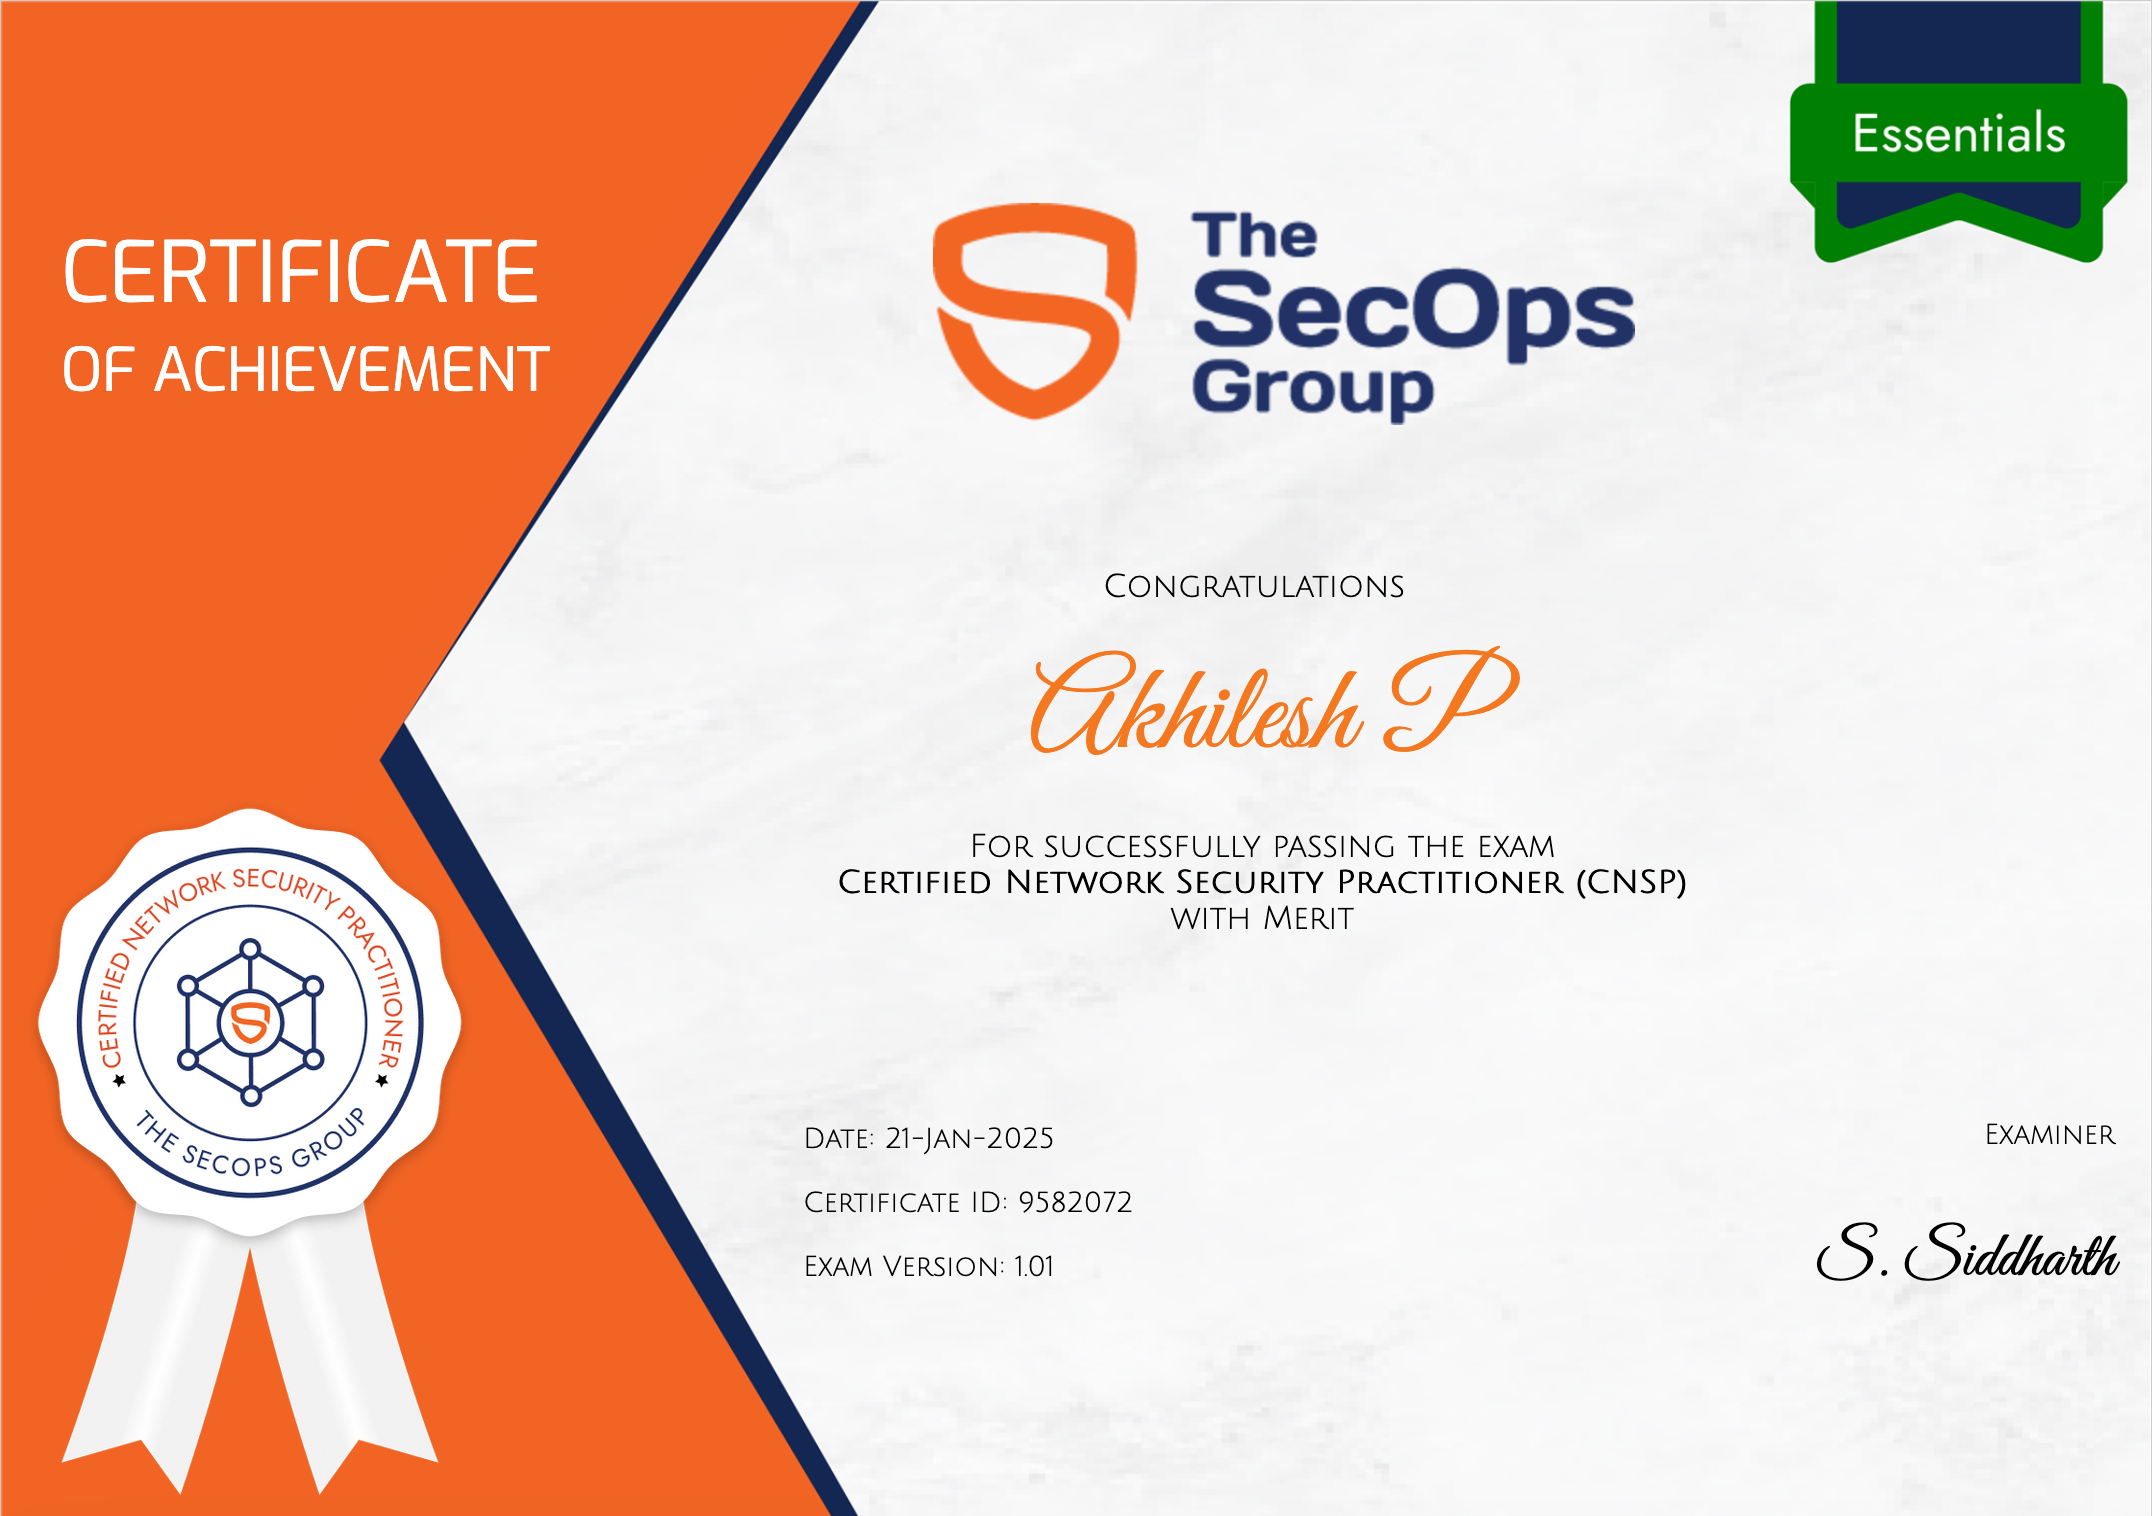 CERTIFICATE
OF ACHIEVEMENT
Essentials
The
SecOps
Group
Congratulations
Akhilesh P
For successfully passing the exam
Certified Network Security Practitioner (CNSP)
with Merit
CERTIFIED NETWORK SECURITY PRACTITIONER
THE SECOPS GROUP
Date: 21-Jan-2025
Certificate ID: 9582072
Exam Version: 1.01
Examiner
S. Siddharth